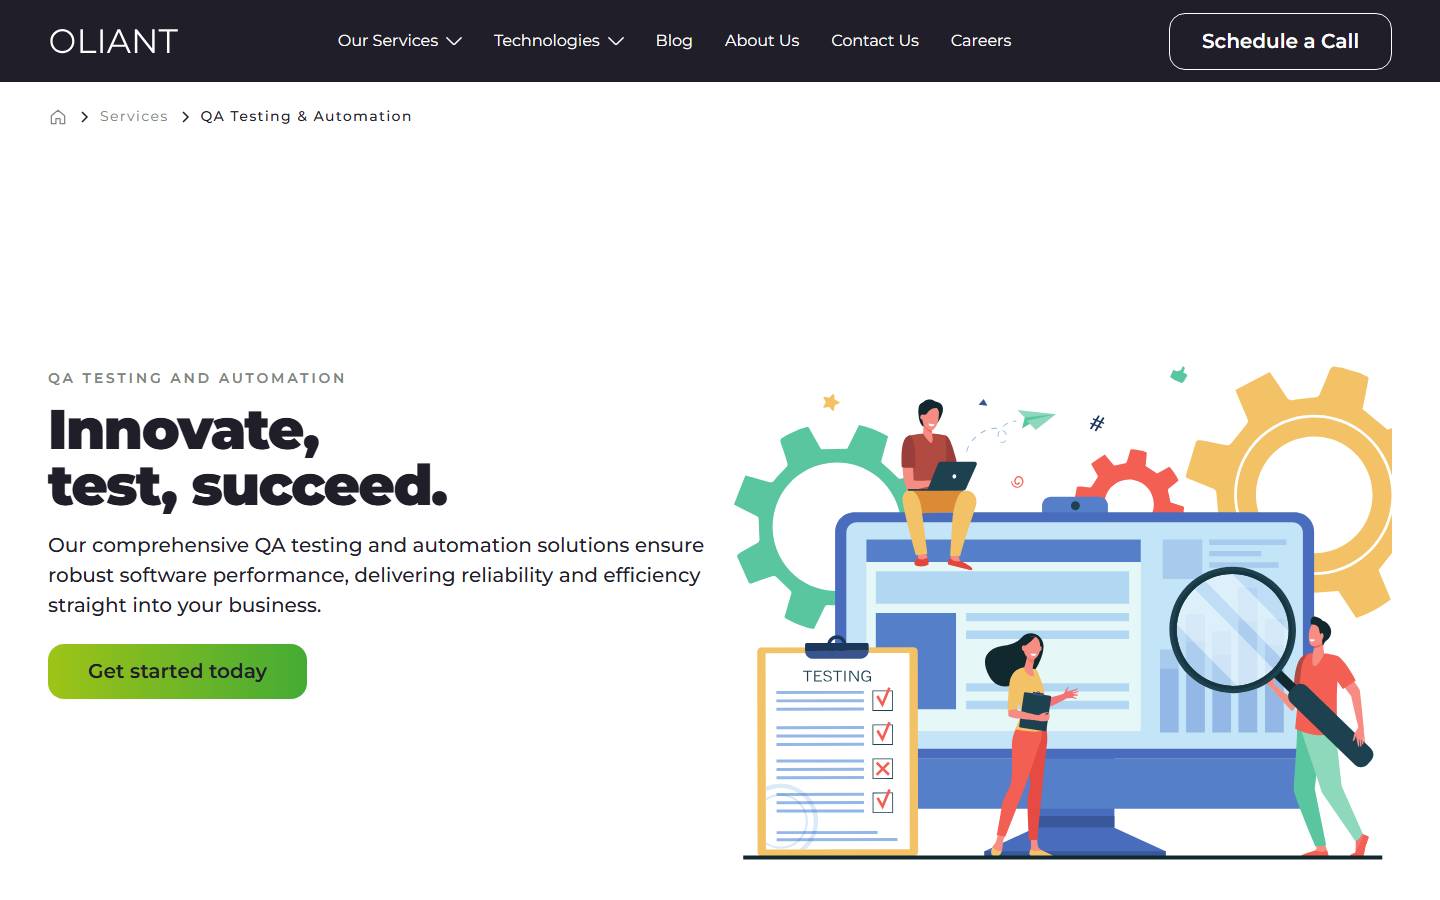 OLIANT
Our Services
Technologies
Blog
About Us
Contact Us
Careers
Schedule a Call
Services
QA Testing & Automation
QA TESTING AND AUTOMATION
Innovate,
test, succeed.
Our comprehensive QA testing and automation solutions ensure
robust software performance, delivering reliability and efficiency
straight into your business.
Get started today
#
TESTING